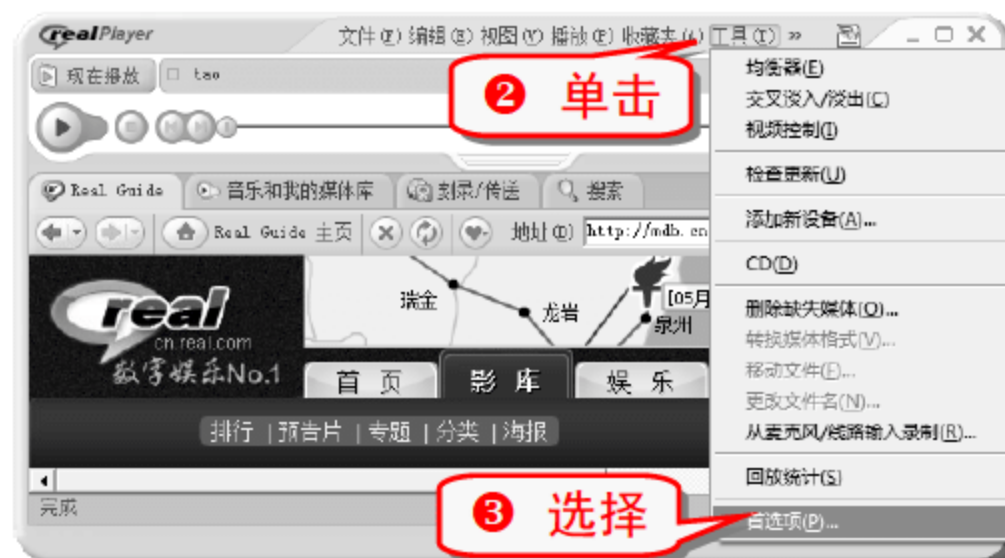 realPlayer
文件(F) 编辑(E) 视图(V) 播放(P) 收藏夹(A) 工具(T) »
现在播放 tao
❷ 单击
均衡器(E)
交叉淡入/淡出(C)
视频控制(I)
检查更新(U)
添加新设备(A)...
CD(D)
删除缺失媒体(O)...
转换媒体格式(V)...
移动文件(F)...
更改文件名(N)...
从麦克风/线路输入录制(R)...
回放统计(S)
首选项(P)...
Real Guide 音乐和我的媒体库 刻录/传送 搜索
Real Guide 主页 地址(D) http://mdb.cn
real
cn.real.com
数字娱乐No.1
瑞金
龙岩
[05月
泉州
首 页 影 库 娱 乐
排行 | 预告片 | 专题 | 分类 | 海报
完成
❸ 选择